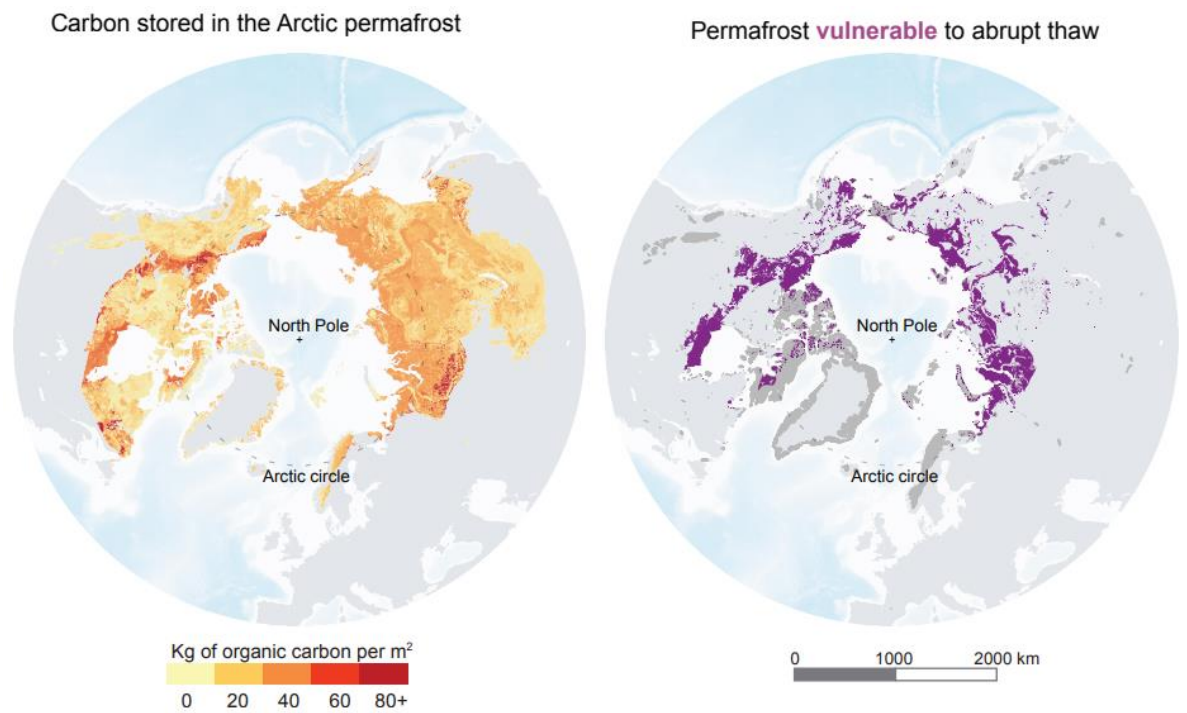 Carbon stored in the Arctic permafrost
Permafrost vulnerable to abrupt thaw
North Pole
Arctic circle
North Pole
Arctic circle
Kg of organic carbon per m²
0 20 40 60 80+
0 1000 2000 km